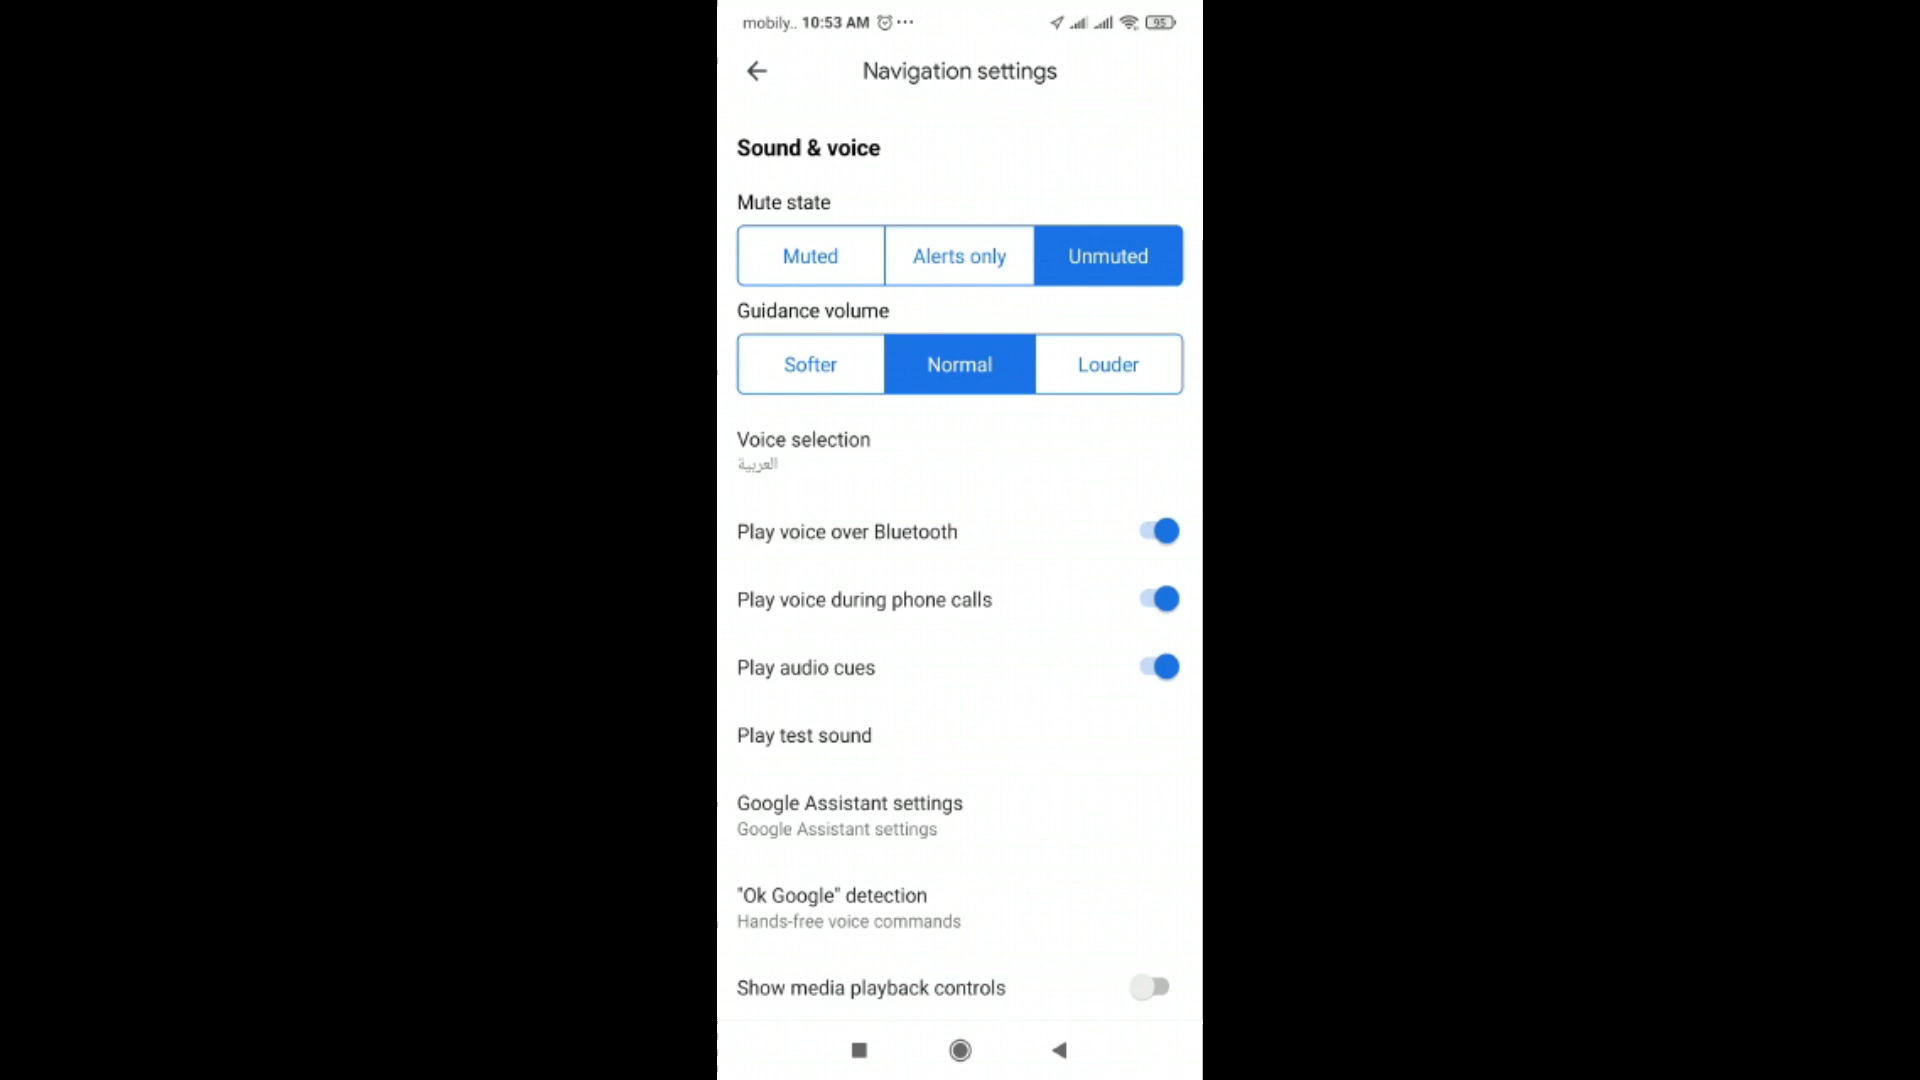 mobily.. 10:53 AM ...
95
Navigation settings
Sound & voice
Mute state
Muted
Alerts only
Unmuted
Guidance volume
Softer
Normal
Louder
Voice selection
العربية
Play voice over Bluetooth
Play voice during phone calls
Play audio cues
Play test sound
Google Assistant settings
Google Assistant settings
"Ok Google" detection
Hands-free voice commands
Show media playback controls